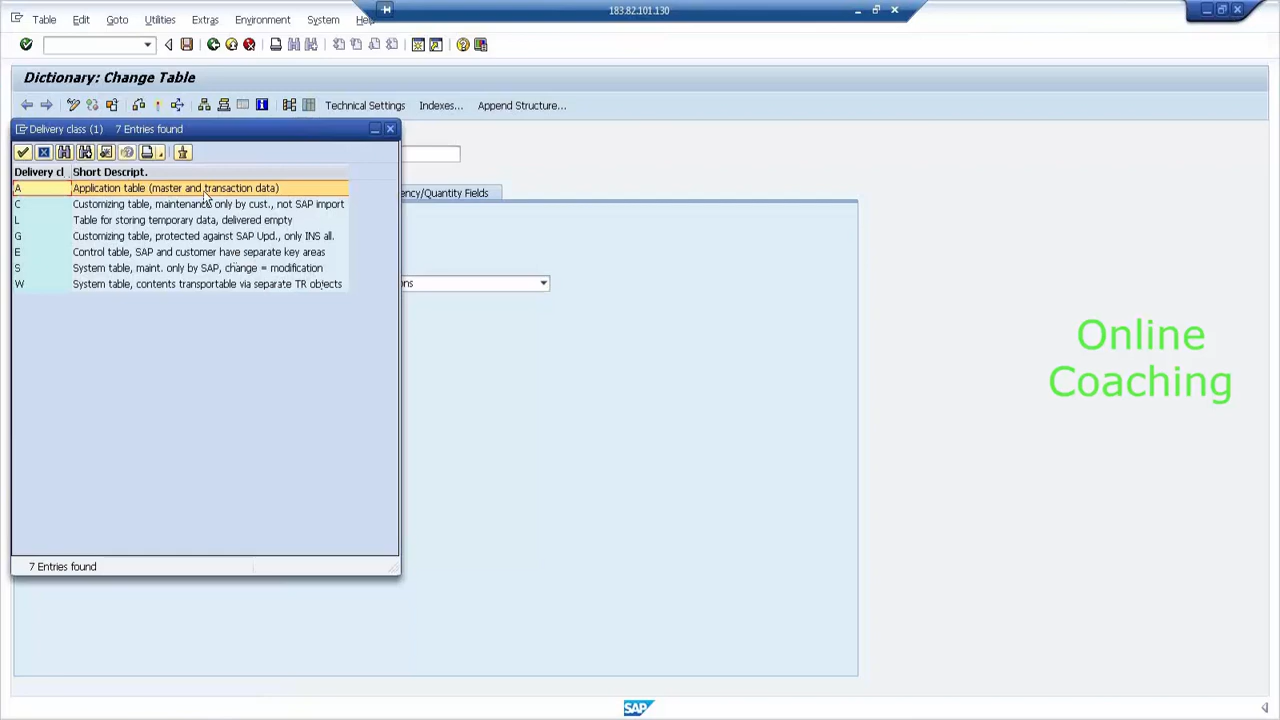 183.82.101.130
Table Edit Goto Utilities Extras Environment System
Dictionary: Change Table
Technical Settings Indexes... Append Structure...
Delivery class (1) 7 Entries found
Delivery cl Short Descript.
A Application table (master and transaction data)
C Customizing table, maintenance only by cust., not SAP import
L Table for storing temporary data, delivered empty
G Customizing table, protected against SAP Upd., only INS all.
E Control table, SAP and customer have separate key areas
S System table, maint. only by SAP, change = modification
W System table, contents transportable via separate TR objects
ency/Quantity Fields
ons
Online
Coaching
7 Entries found
SAP